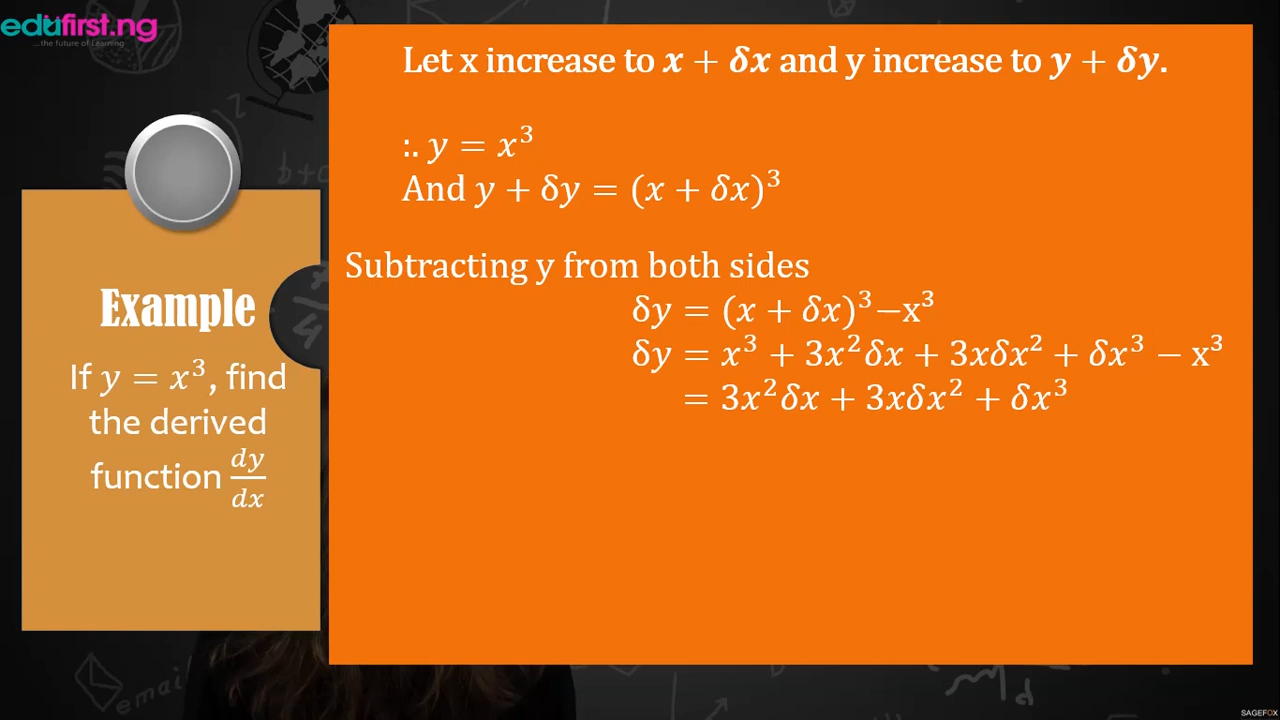 edufirst.ng
...the future of Learning
Let x increase to x + δx and y increase to y + δy.
∴ y = x³
And y + δy = (x + δx)³
Subtracting y from both sides
δy = (x + δx)³−x³
δy = x³ + 3x²δx + 3xδx² + δx³ − x³
= 3x²δx + 3xδx² + δx³
Example
If y = x³, find
the derived
function dy/dx
email
SAGEFOX